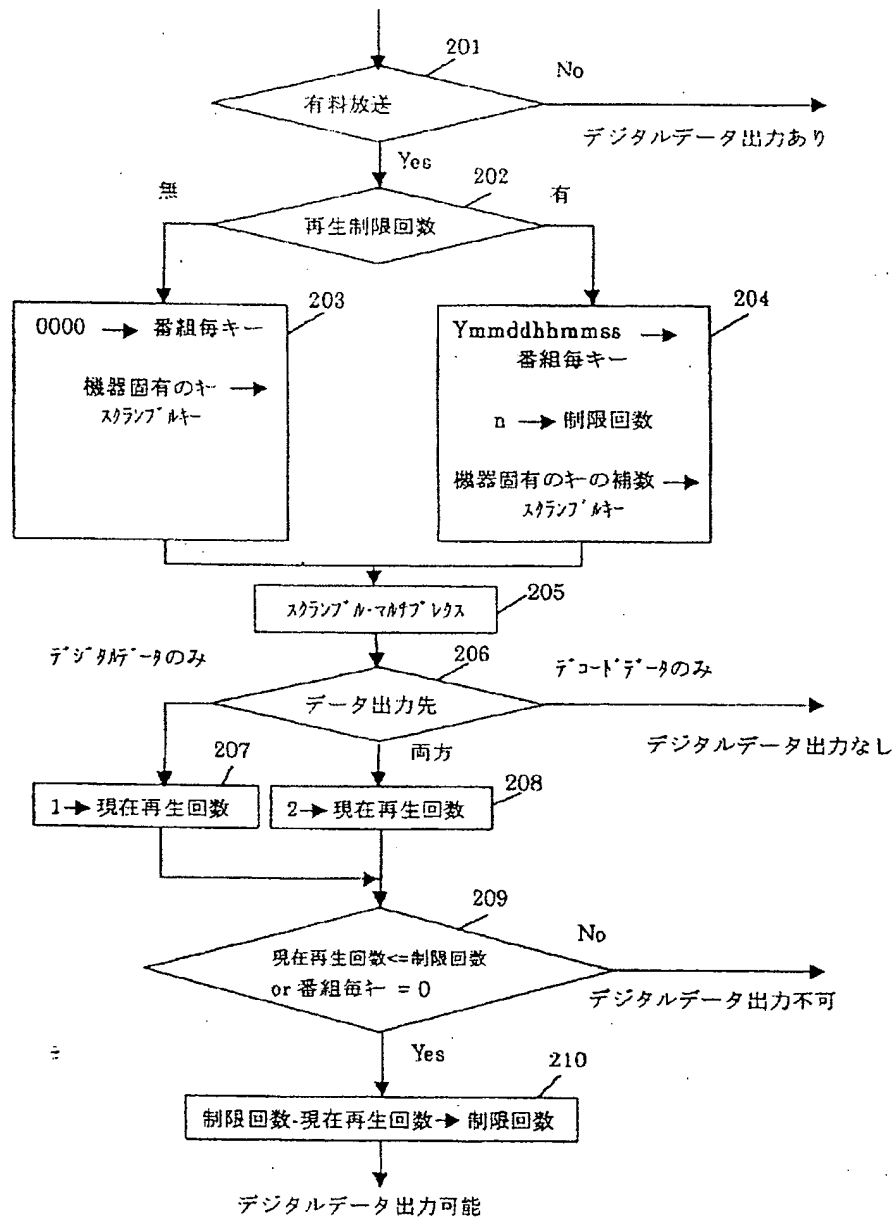 201
No
有料放送
デジタルデータ出力あり
Yes
無
202
有
再生制限回数
203
0000 → 番組毎キー
機器固有のキー →
スクランブルキー
204
Ymmddhhmmss →
番組毎キー
n → 制限回数
機器固有のキーの補数 →
スクランブルキー
スクランブル・マルチプレクス
205
デジタルデータのみ
206
デコードデータのみ
データ出力先
デジタルデータ出力なし
207
両方
1→現在再生回数
208
2→現在再生回数
209
No
現在再生回数<=制限回数
or 番組毎キー = 0
デジタルデータ出力不可
Yes
210
制限回数-現在再生回数→制限回数
デジタルデータ出力可能